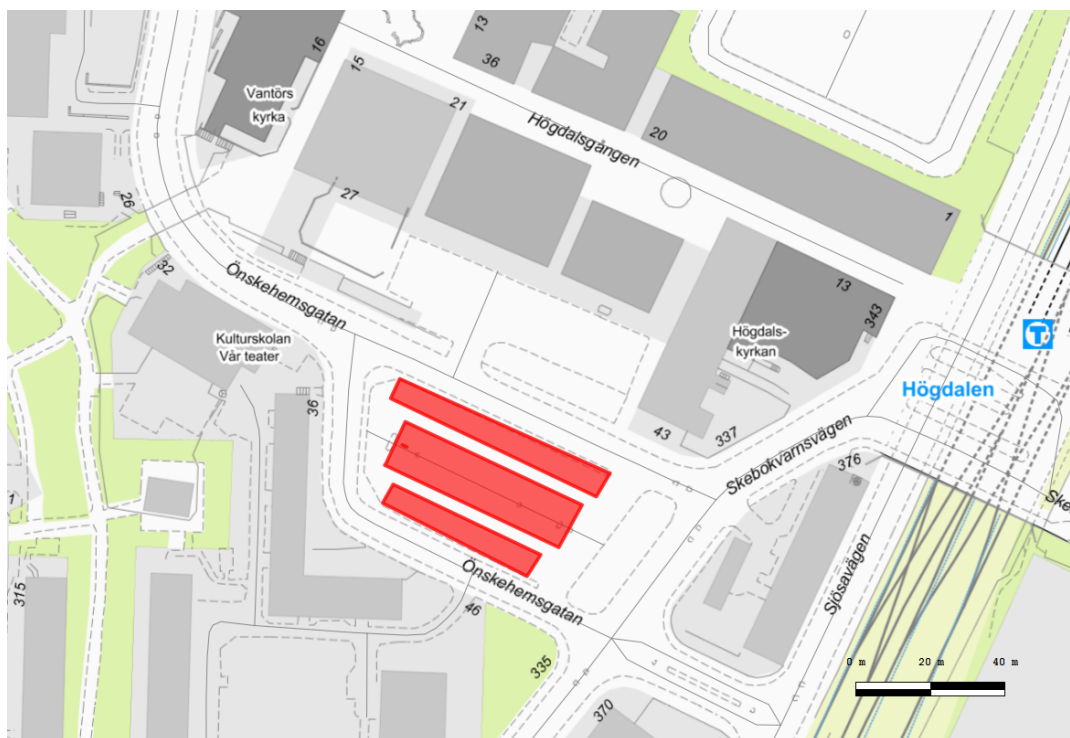 13
16
36
15
Vantörs
kyrka
21
Högdalsgången
20
26
27
1
32
Önskehemsgatan
13
343
T
Kulturskolan
Vår teater
Högdals-
kyrkan
Högdalen
36
43
337
Skebokvarnsvägen
376
Ske
1
315
Önskehemsgatan
46
Sjösavägen
335
370
0 m 20 m 40 m